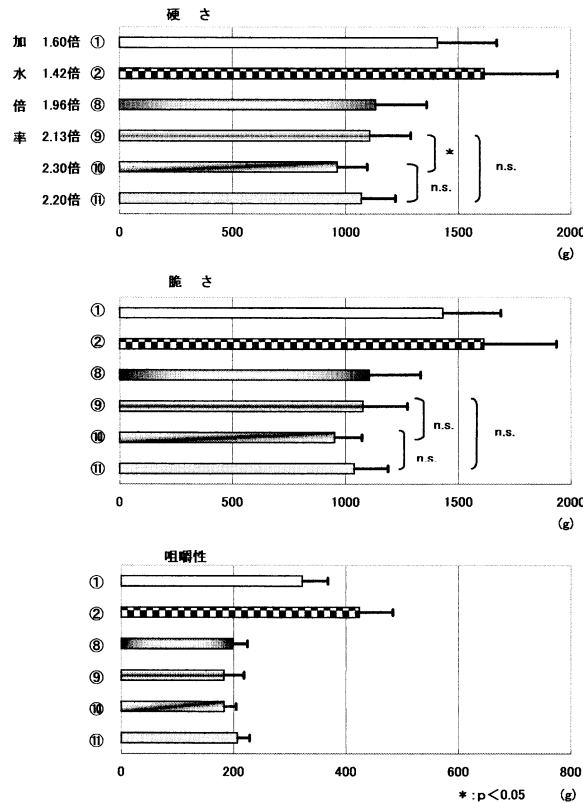 硬 さ
加 1.60倍 ①
水 1.42倍 ②
倍 1.96倍 ⑧
率 2.13倍 ⑨
2.30倍 ⑩
2.20倍 ⑪
* n.s.
n.s.
0 500 1000 1500 2000
(g)
脆 さ
①
②
⑧
⑨
⑩
⑪
n.s. n.s.
n.s.
0 500 1000 1500 2000
(g)
咀嚼性
①
②
⑧
⑨
⑩
⑪
0 200 400 600 800
*:p<0.05 (g)